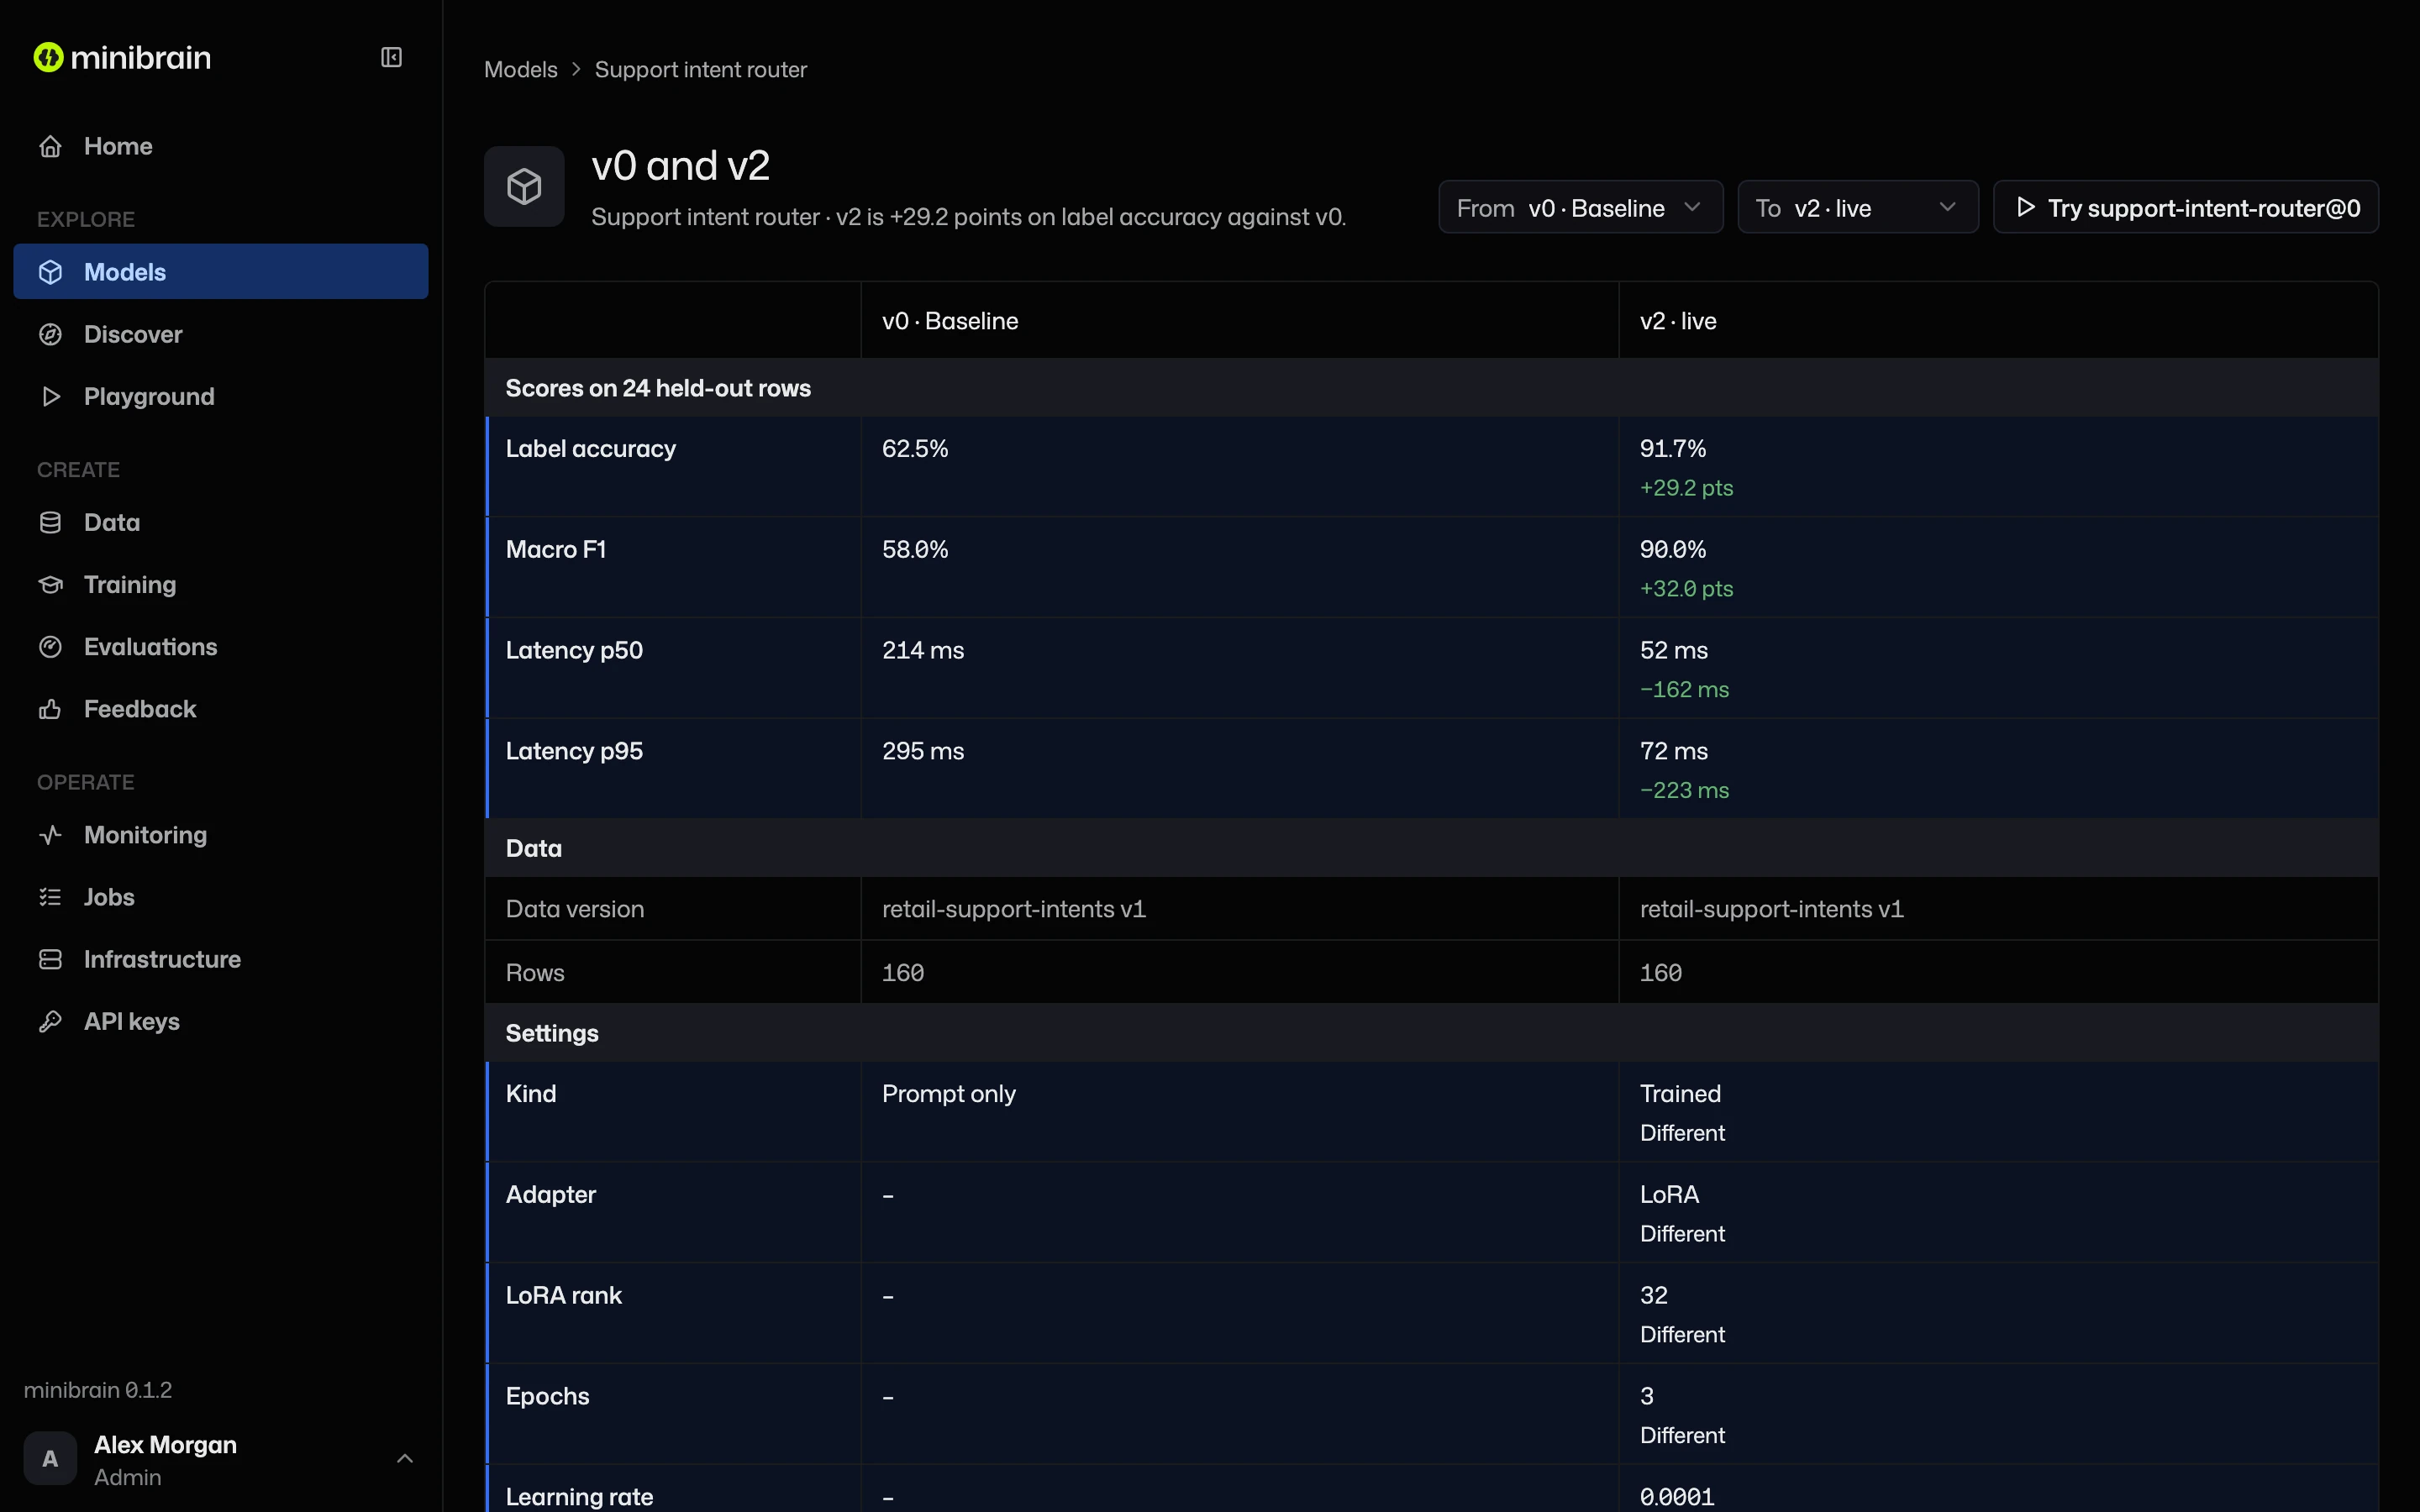 minibrain
Home
EXPLORE
Models
Discover
Playground
CREATE
Data
Training
Evaluations
Feedback
OPERATE
Monitoring
Jobs
Infrastructure
API keys
minibrain 0.1.2
A
Alex Morgan
Admin
Models > Support intent router
v0 and v2
Support intent router · v2 is +29.2 points on label accuracy against v0.
From v0 · Baseline
To v2 · live
Try support-intent-router@0
v0 · Baseline v2 · live
Scores on 24 held-out rows
Label accuracy 62.5% 91.7%
+29.2 pts
Macro F1 58.0% 90.0%
+32.0 pts
Latency p50 214 ms 52 ms
−162 ms
Latency p95 295 ms 72 ms
−223 ms
Data
Data version retail-support-intents v1 retail-support-intents v1
Rows 160 160
Settings
Kind Prompt only Trained
Different
Adapter – LoRA
Different
LoRA rank – 32
Different
Epochs – 3
Different
Learning rate – 0.0001